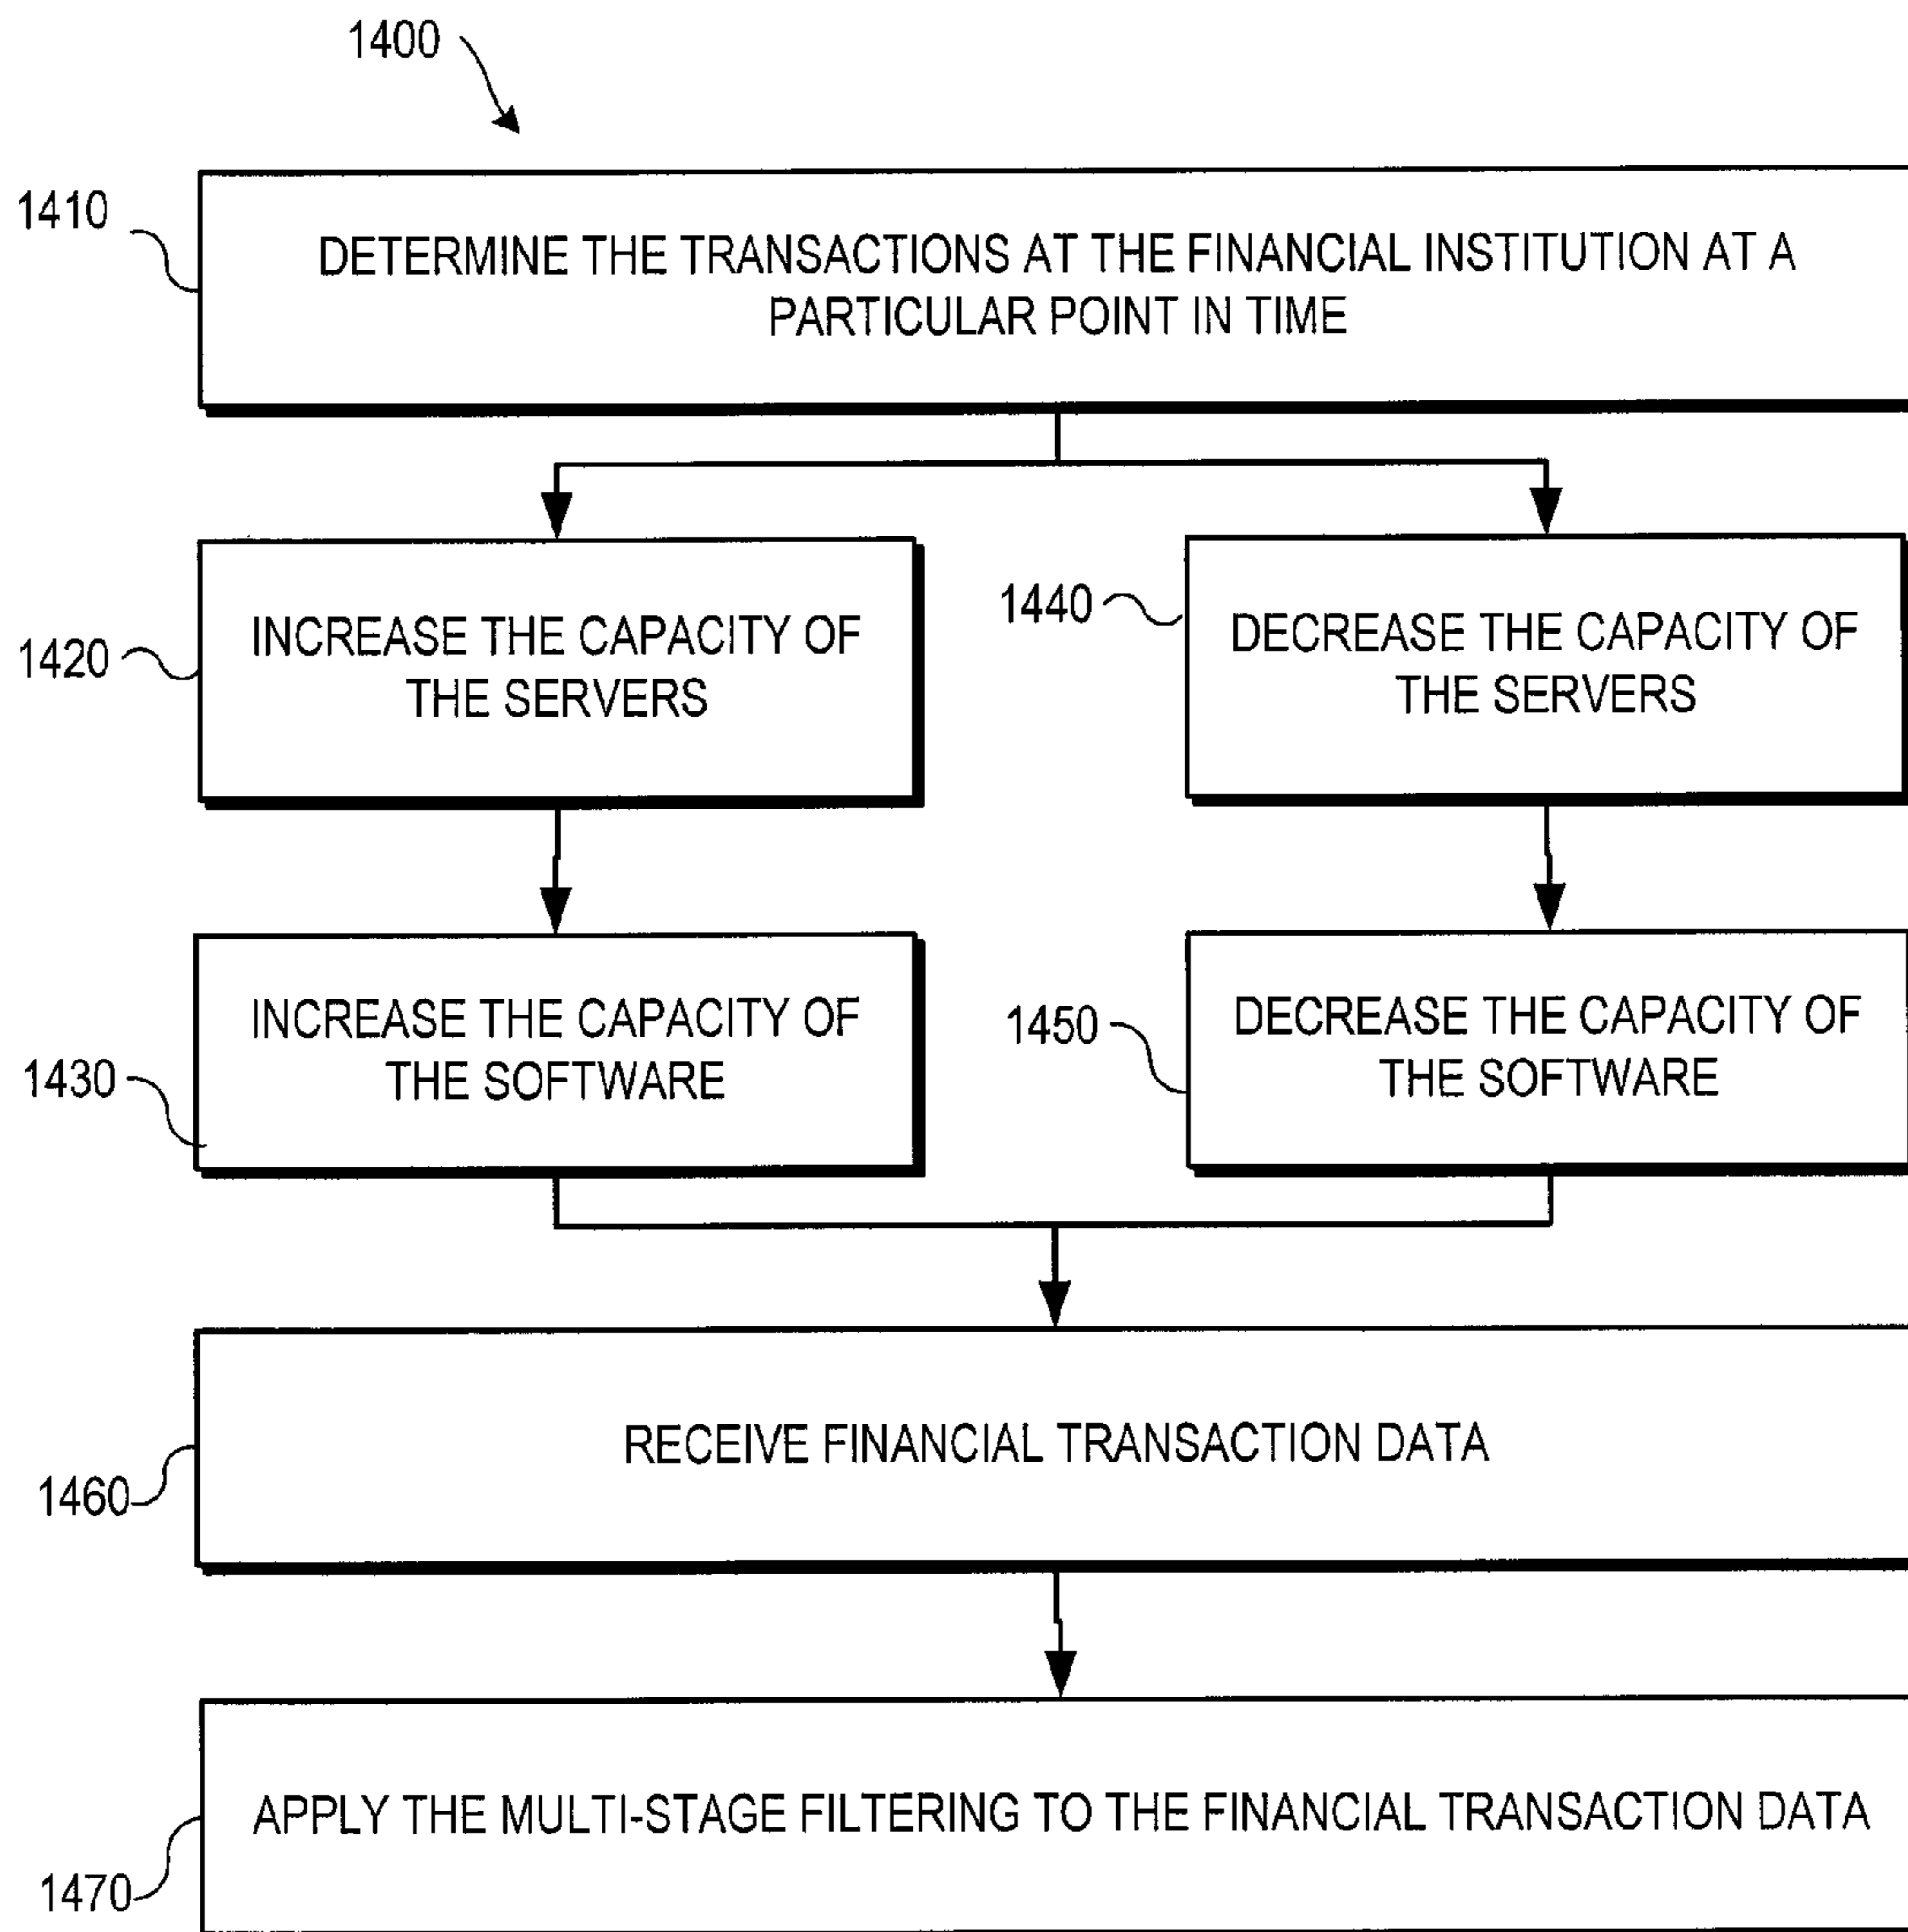 1400
1410
DETERMINE THE TRANSACTIONS AT THE FINANCIAL INSTITUTION AT A
PARTICULAR POINT IN TIME
1420
INCREASE THE CAPACITY OF
THE SERVERS
1440
DECREASE THE CAPACITY OF
THE SERVERS
1430
INCREASE THE CAPACITY OF
THE SOFTWARE
1450
DECREASE THE CAPACITY OF
THE SOFTWARE
1460
RECEIVE FINANCIAL TRANSACTION DATA
1470
APPLY THE MULTI-STAGE FILTERING TO THE FINANCIAL TRANSACTION DATA